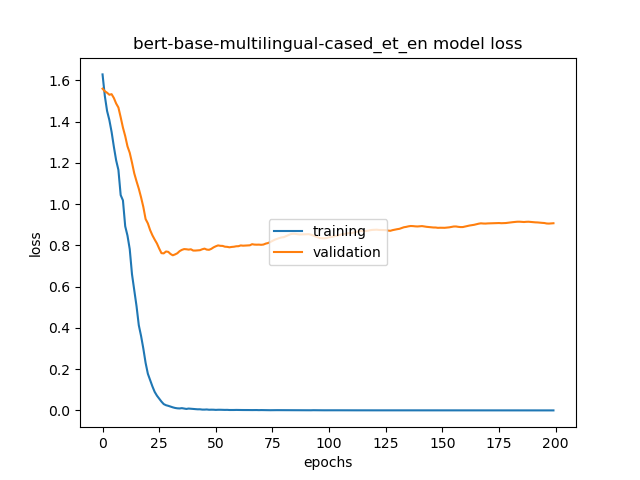 bert-base-multilingual-cased_et_en model loss
loss
1.6
1.4
1.2
1.0
0.8
0.6
0.4
0.2
0.0
training
validation
0 25 50 75 100 125 150 175 200
epochs